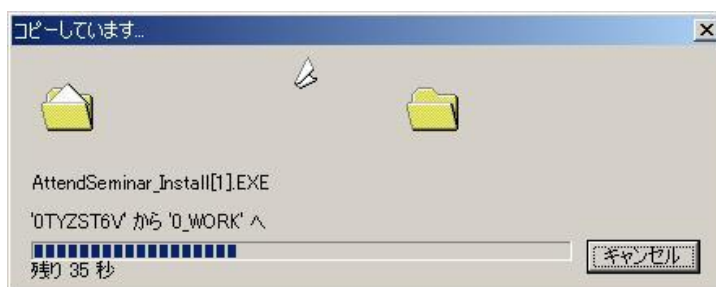 コピーしています...
AttendSeminar_Install[1].EXE
'0TYZST6V' から '0_WORK' へ
残り 35 秒
キャンセル